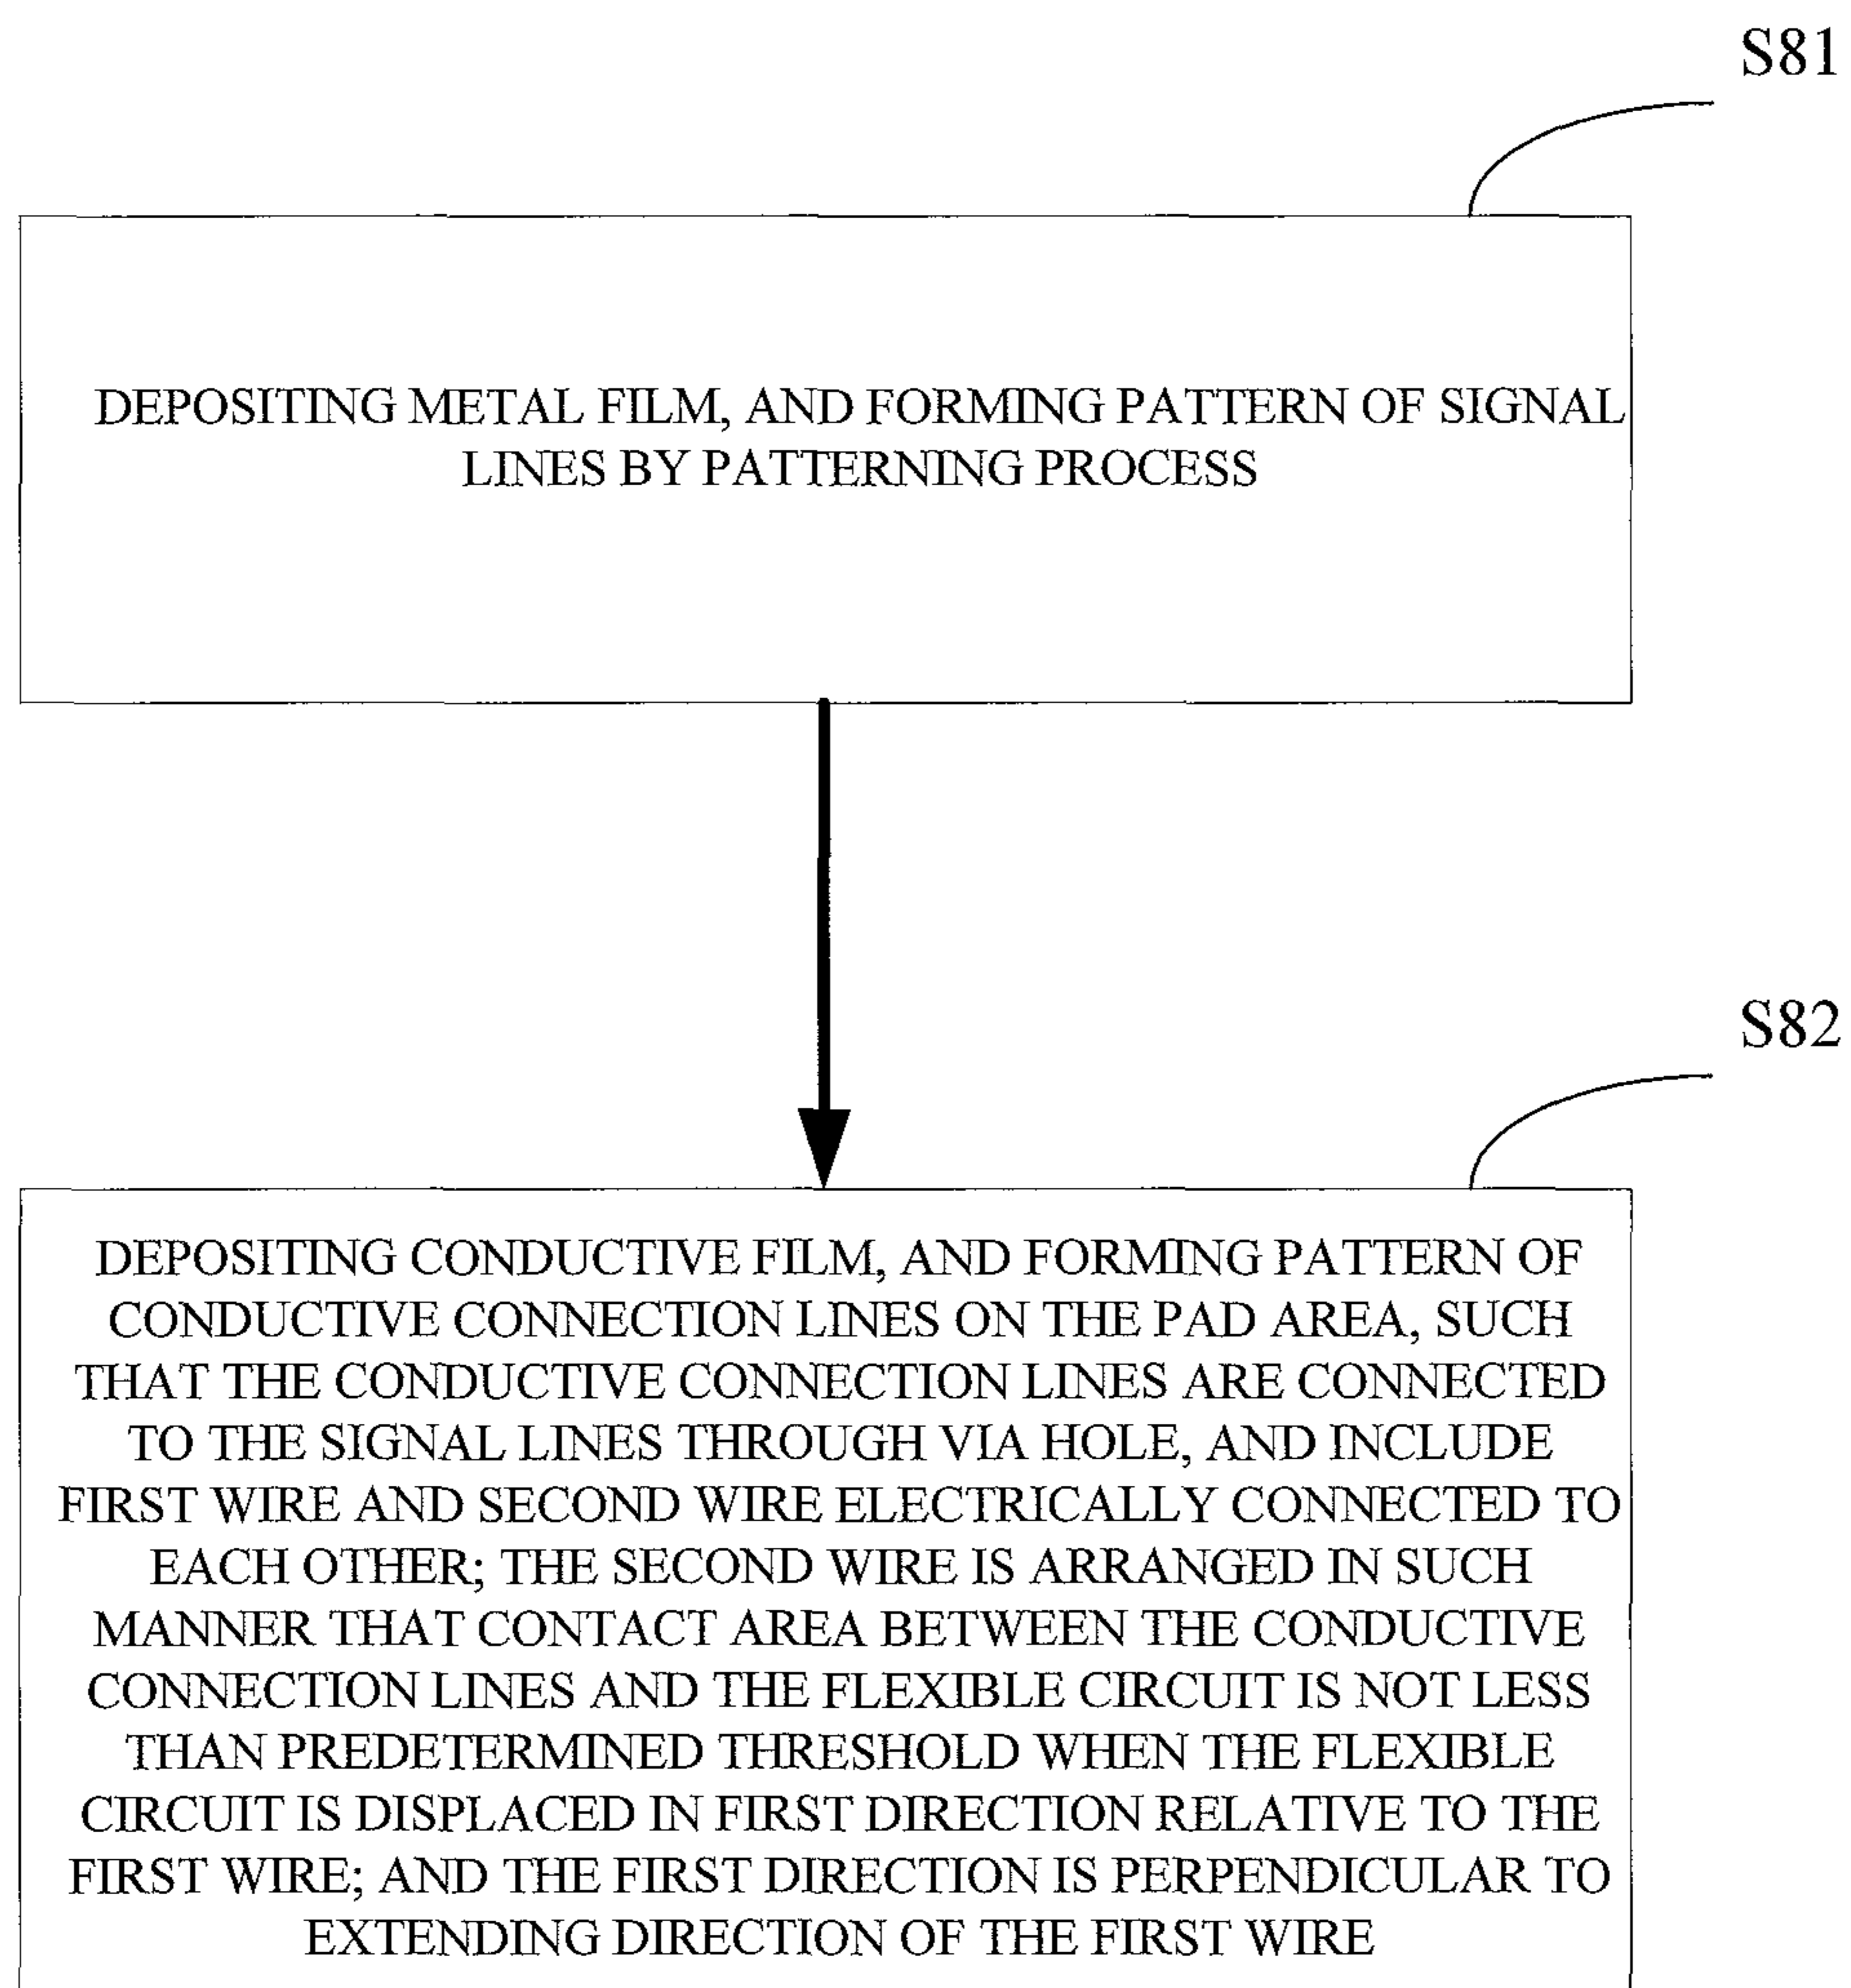 S81
DEPOSITING METAL FILM, AND FORMING PATTERN OF SIGNAL
LINES BY PATTERNING PROCESS
S82
DEPOSITING CONDUCTIVE FILM, AND FORMING PATTERN OF
CONDUCTIVE CONNECTION LINES ON THE PAD AREA, SUCH
THAT THE CONDUCTIVE CONNECTION LINES ARE CONNECTED
TO THE SIGNAL LINES THROUGH VIA HOLE, AND INCLUDE
FIRST WIRE AND SECOND WIRE ELECTRICALLY CONNECTED TO
EACH OTHER; THE SECOND WIRE IS ARRANGED IN SUCH
MANNER THAT CONTACT AREA BETWEEN THE CONDUCTIVE
CONNECTION LINES AND THE FLEXIBLE CIRCUIT IS NOT LESS
THAN PREDETERMINED THRESHOLD WHEN THE FLEXIBLE
CIRCUIT IS DISPLACED IN FIRST DIRECTION RELATIVE TO THE
FIRST WIRE; AND THE FIRST DIRECTION IS PERPENDICULAR TO
EXTENDING DIRECTION OF THE FIRST WIRE